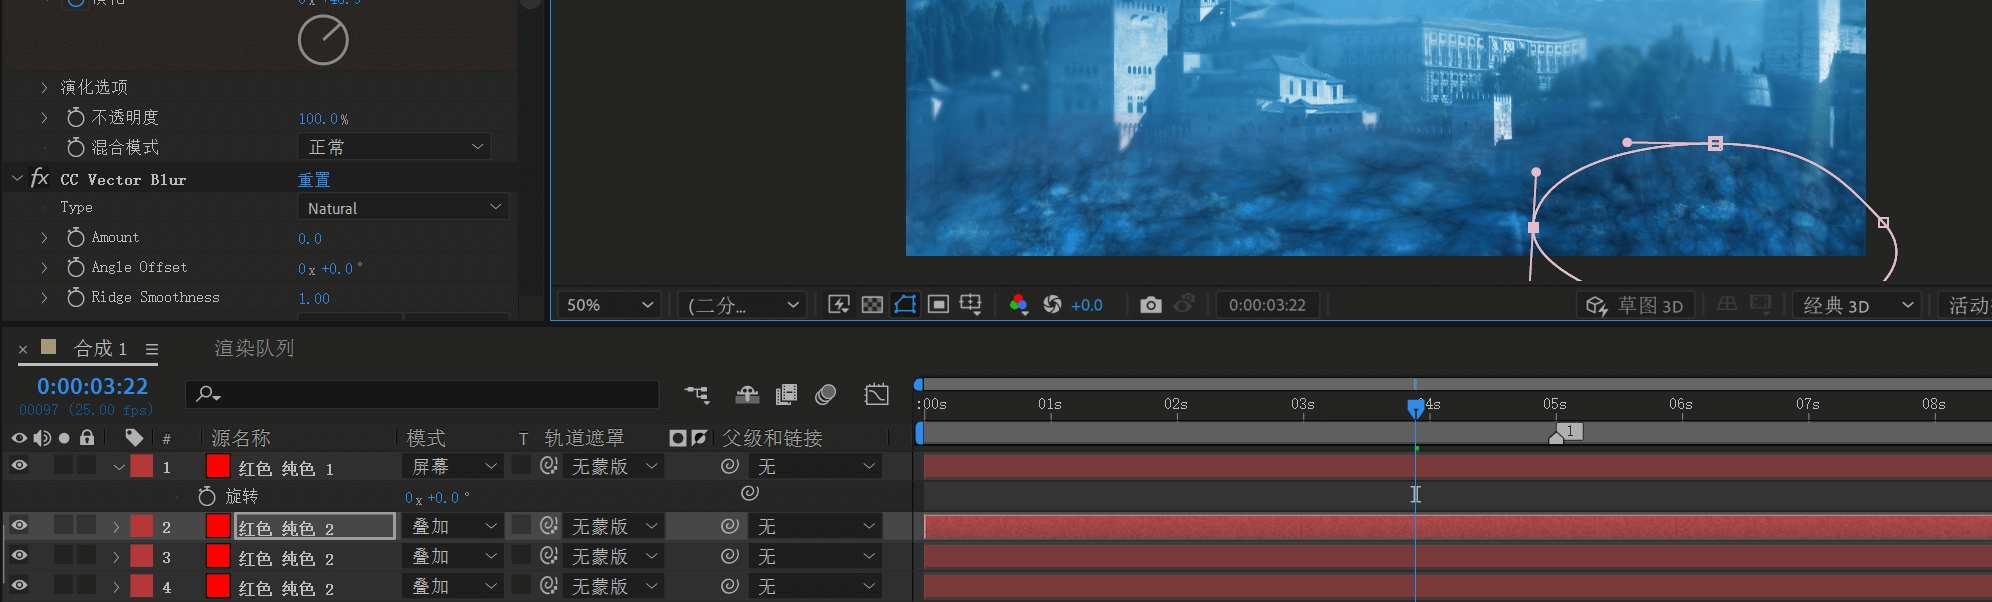 演化选项
不透明度 100.0%
混合模式 正常
fx CC Vector Blur 重置
Type Natural
Amount 0.0
Angle Offset 0x+0.0°
Ridge Smoothness 1.00
50% (二分... +0.0 0:00:03:22 草图 3D 经典 3D 活动
× 合成 1 渲染队列
0:00:03:22
00097 (25.00 fps)
:00s 01s 02s 03s 04s 05s 06s 07s 08s
1
# 源名称 模式 T 轨道遮罩 父级和链接
1 红色 纯色 1 屏幕 无蒙版 无
旋转 0x+0.0°
2 红色 纯色 2 叠加 无蒙版 无
3 红色 纯色 2 叠加 无蒙版 无
4 红色 纯色 2 叠加 无蒙版 无